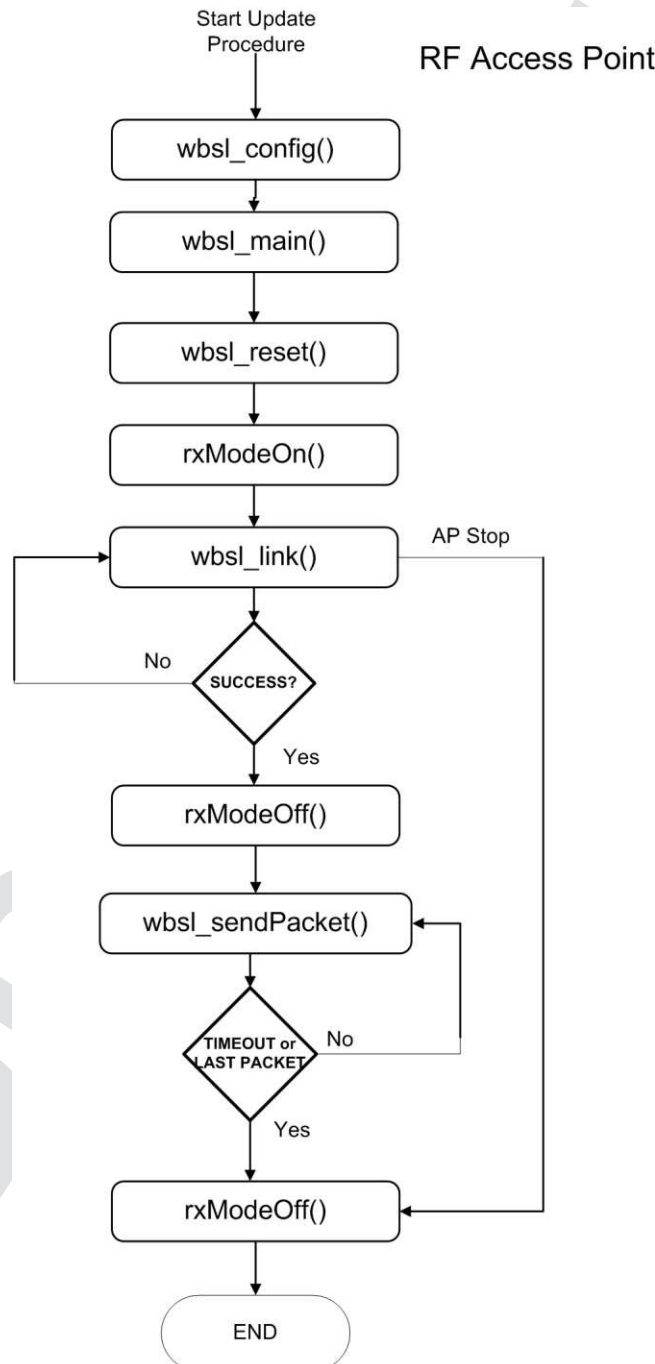 Start Update
Procedure
RF Access Point
wbsl_config()
wbsl_main()
wbsl_reset()
rxModeOn()
wbsl_link()
AP Stop
No
SUCCESS?
Yes
rxModeOff()
wbsl_sendPacket()
TIMEOUT or
LAST PACKET
No
Yes
rxModeOff()
END